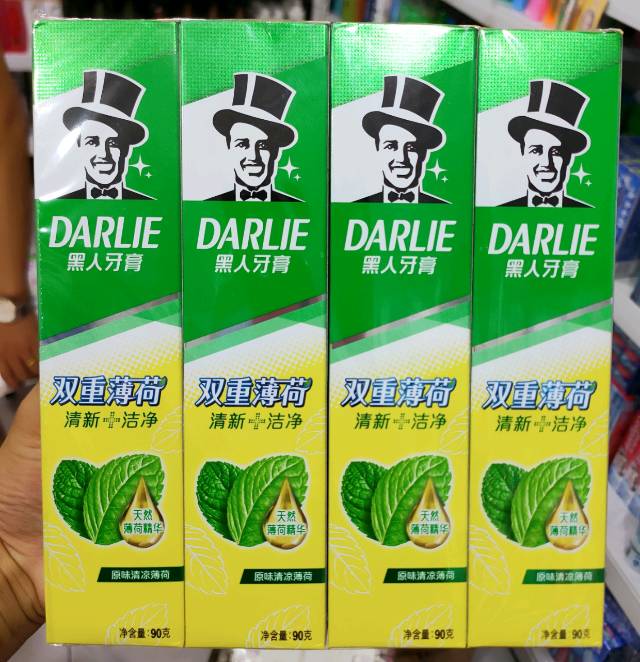 DARLIE
黑人牙膏
双重薄荷
清新+洁净
天然
薄荷精华
原味清凉薄荷
净含量:90克
DARLIE
黑人牙膏
双重薄荷
清新+洁净
天然
薄荷精华
原味清凉薄荷
净含量:90克
DARLIE
黑人牙膏
双重薄荷
清新+洁净
天然
薄荷精华
原味清凉薄荷
净含量:90克
DARLIE
黑人牙膏
双重薄荷
清新+洁净
天然
薄荷精华
原味清凉薄荷
净含量:90克